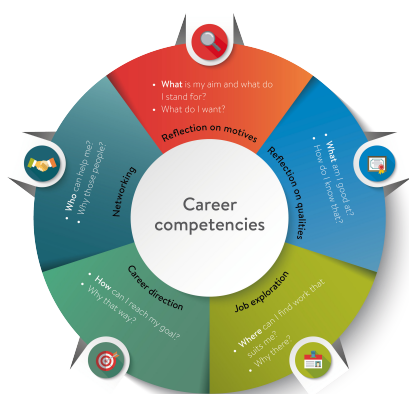 • What is my aim and what do
I stand for?
• What do I want?
Reflection on motives
• What am I good at?
• How do I know that?
Reflection on qualities
Job exploration
• Where can I find work that
suits me?
• Why there?
Career direction
• How can I reach my goal?
• Why that way?
Networking
• Who can help me?
• Why those people?
Career
competencies